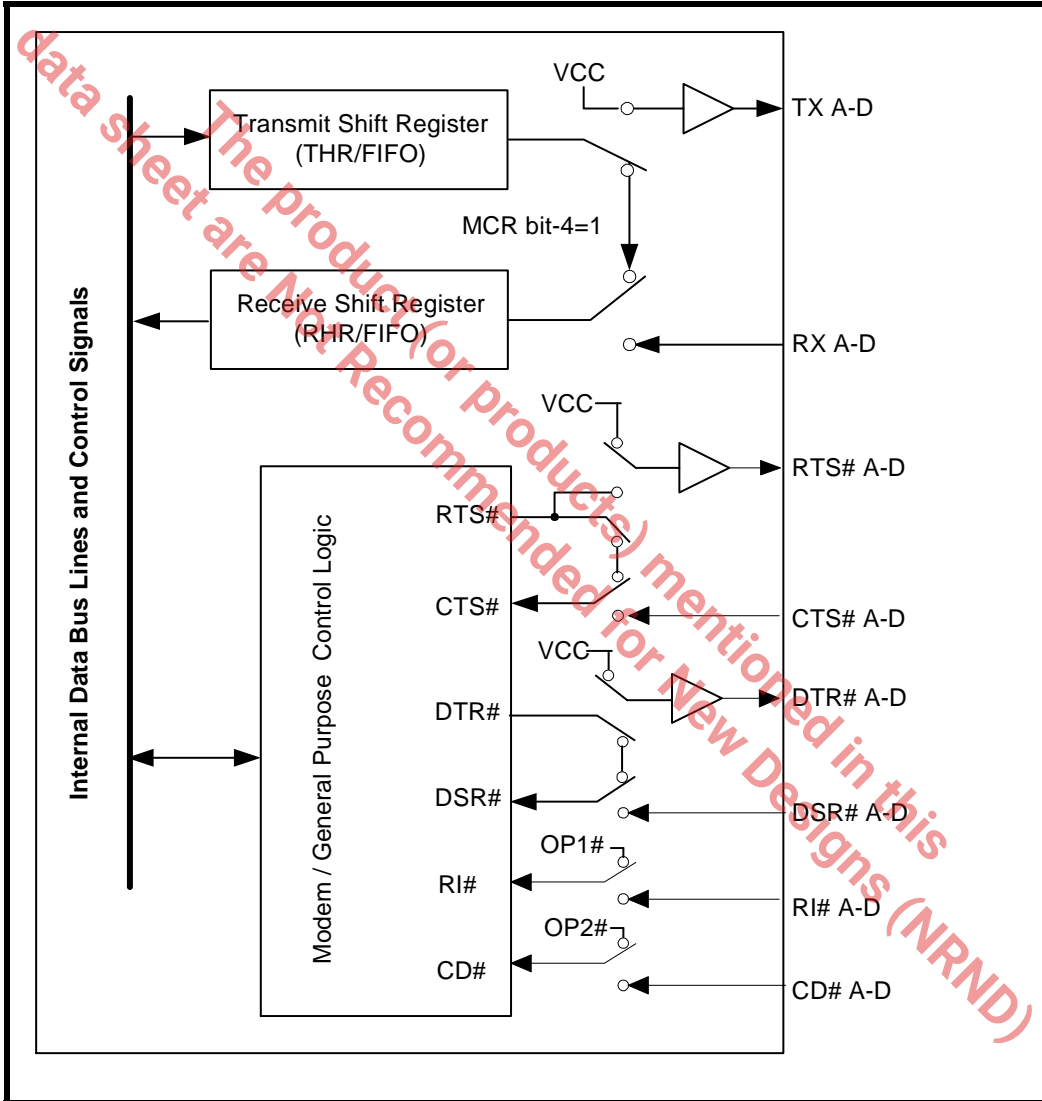 The product (or products) mentioned in this
data sheet are Not Recommended for New Designs (NRND)
VCC
TX A-D
Transmit Shift Register
(THR/FIFO)
MCR bit-4=1
Receive Shift Register
(RHR/FIFO)
RX A-D
VCC
RTS# A-D
Internal Data Bus Lines and Control Signals
Modem / General Purpose Control Logic
RTS#
CTS#
CTS# A-D
VCC
DTR#
DTR# A-D
DSR#
DSR# A-D
OP1#
RI#
RI# A-D
OP2#
CD#
CD# A-D